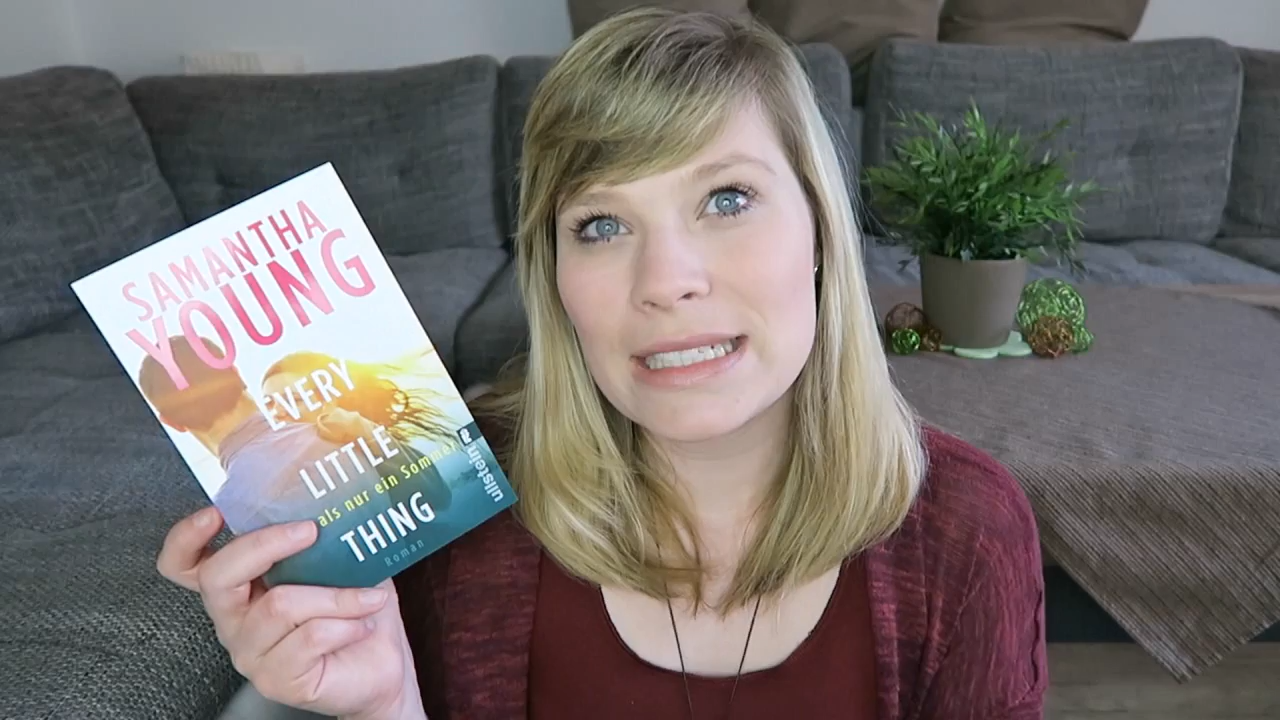 SAMANTHA
YOUNG
EVERY
LITTLE
als nur ein Sommer
THING
Roman
ullstein